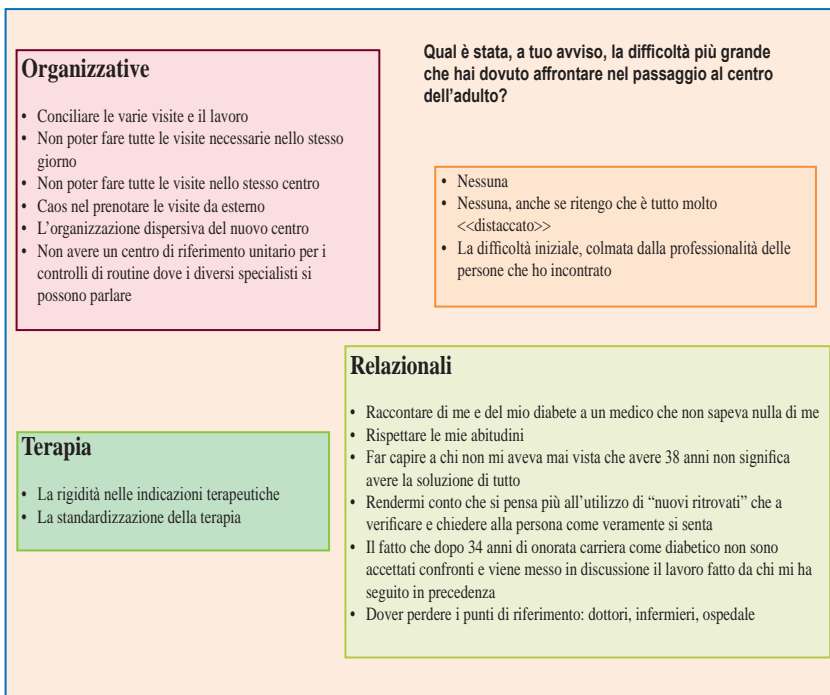 Qual è stata, a tuo avviso, la difficoltà più grande
che hai dovuto affrontare nel passaggio al centro
dell'adulto?
Organizzative
• Conciliare le varie visite e il lavoro
• Non poter fare tutte le visite necessarie nello stesso
giorno
• Non poter fare tutte le visite nello stesso centro
• Caos nel prenotare le visite da esterno
• L'organizzazione dispersiva del nuovo centro
• Non avere un centro di riferimento unitario per i
controlli di routine dove i diversi specialisti si
possono parlare
• Nessuna
• Nessuna, anche se ritengo che è tutto molto
<<distaccato>>
• La difficoltà iniziale, colmata dalla professionalità delle
persone che ho incontrato
Terapia
• La rigidità nelle indicazioni terapeutiche
• La standardizzazione della terapia
Relazionali
• Raccontare di me e del mio diabete a un medico che non sapeva nulla di me
• Rispettare le mie abitudini
• Far capire a chi non mi aveva mai vista che avere 38 anni non significa
avere la soluzione di tutto
• Rendermi conto che si pensa più all'utilizzo di “nuovi ritrovati” che a
verificare e chiedere alla persona come veramente si senta
• Il fatto che dopo 34 anni di onorata carriera come diabetico non sono
accettati confronti e viene messo in discussione il lavoro fatto da chi mi ha
seguito in precedenza
• Dover perdere i punti di riferimento: dottori, infermieri, ospedale